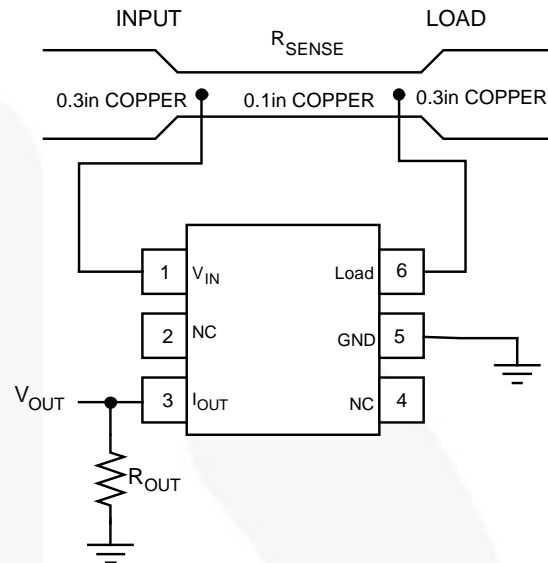 INPUT
LOAD
RSENSE
0.3in COPPER
0.1in COPPER
0.3in COPPER
1
VIN
Load
6
2
NC
GND
5
VOUT
3
IOUT
NC
4
ROUT